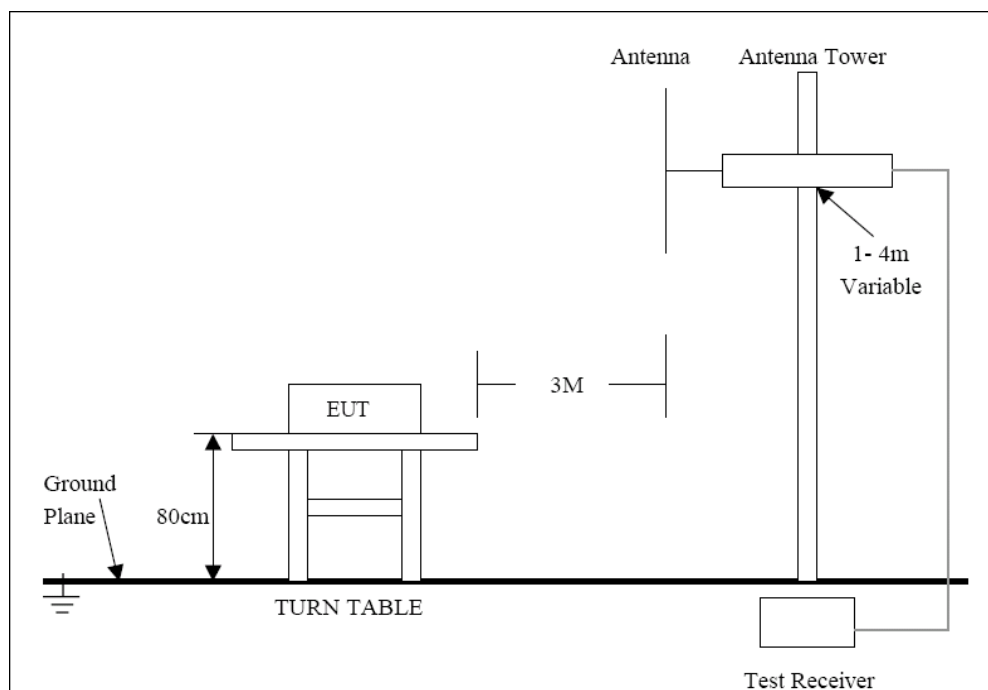 Antenna
Antenna Tower
1- 4m
Variable
3M
EUT
Ground
Plane
80cm
TURN TABLE
Test Receiver